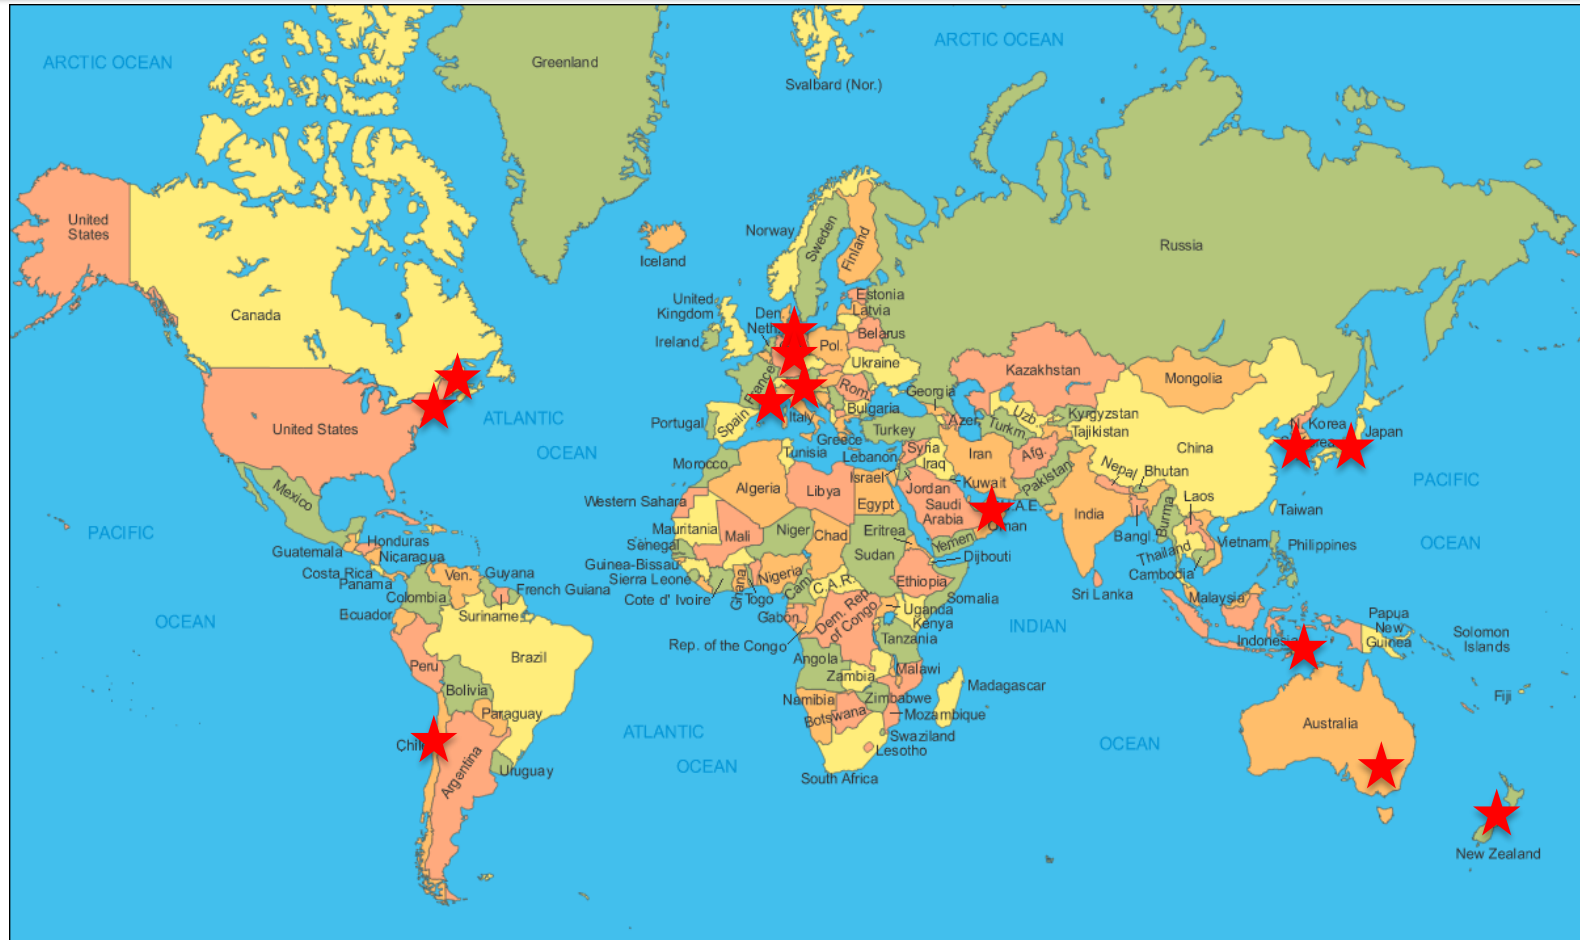 ARCTIC OCEAN
ARCTIC OCEAN
Greenland
Svalbard (Nor.)
United
States
Canada
United States
Mexico
Guatemala
Honduras
Nicaragua
Costa Rica
Panama
Colombia
Ven.
Guyana
French Guiana
Suriname
Ecuador
Peru
Brazil
Bolivia
Paraguay
Argentina
Uruguay
PACIFIC
OCEAN
ATLANTIC
OCEAN
ATLANTIC
OCEAN
Iceland
Norway
Sweden
Finland
United
Kingdom
Ireland
Den.
Estonia
Latvia
Belarus
Pol.
Ukraine
France
Rom.
Bulgaria
Portugal
Spain
Italy
Greece
Turkey
Georgia
Azer.
Russia
Kazakhstan
Mongolia
Uzb.
Turkm.
Kyrgyzstan
Tajikistan
China
N. Korea
Japan
Morocco
Tunisia
Lebanon
Syria
Iraq
Iran
Afg.
Pakistan
Nepal
Bhutan
Israel
Jordan
Kuwait
Saudi
Arabia
Oman
Yemen
Western Sahara
Algeria
Libya
Egypt
Mauritania
Mali
Niger
Chad
Sudan
Eritrea
Djibouti
Senegal
Guinea-Bissau
Sierra Leone
Cote d' Ivoire
Ghana
Togo
Nigeria
Cam.
C.A.R.
Ethiopia
Somalia
Gabon
Rep. of the Congo
Dem. Rep.
of Congo
Uganda
Kenya
Tanzania
Angola
Zambia
Malawi
Namibia
Botswana
Zimbabwe
Mozambique
Swaziland
Lesotho
South Africa
Madagascar
India
Sri Lanka
Bangl.
Burma
Laos
Thailand
Vietnam
Cambodia
Taiwan
Philippines
Malaysia
Indonesia
Papua
New
Guinea
Solomon
Islands
Fiji
Australia
New Zealand
INDIAN
OCEAN
PACIFIC
OCEAN